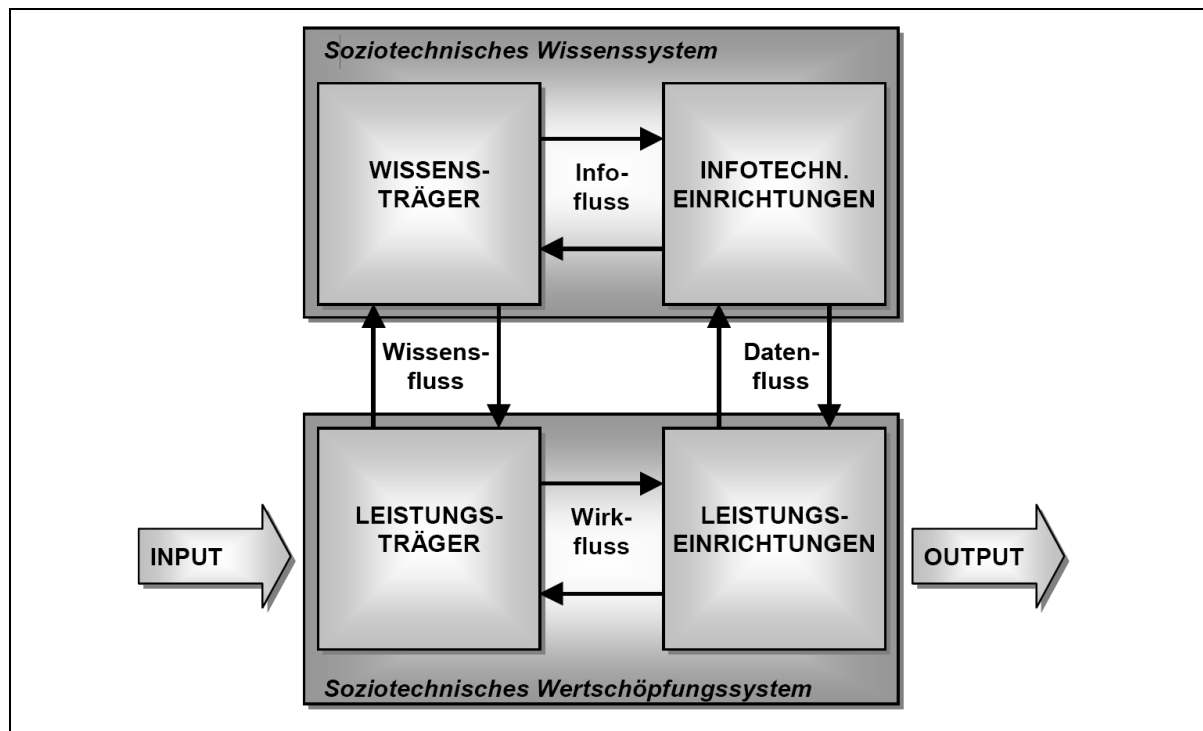 Soziotechnisches Wissenssystem
WISSENS-
TRÄGER
Info-
fluss
INFOTECHN.
EINRICHTUNGEN
Wissens-
fluss
Daten-
fluss
INPUT
LEISTUNGS-
TRÄGER
Wirk-
fluss
LEISTUNGS-
EINRICHTUNGEN
OUTPUT
Soziotechnisches Wertschöpfungssystem